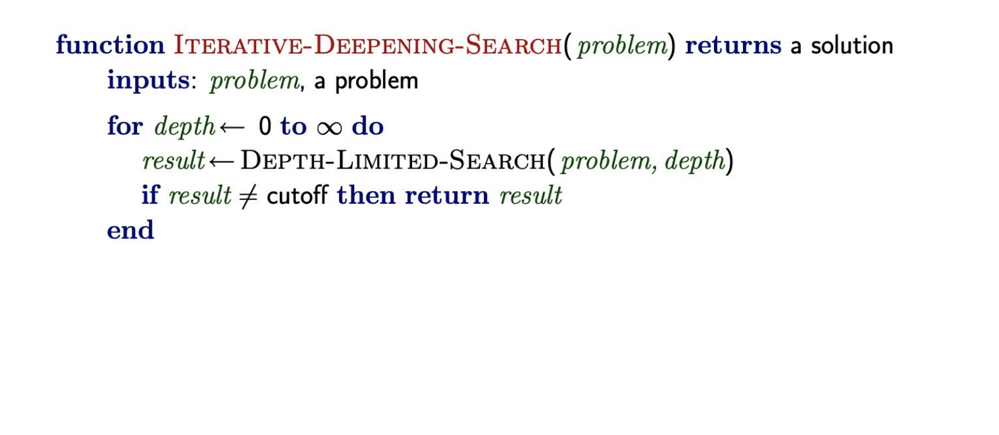 function ITERATIVE-DEEPENING-SEARCH( problem) returns a solution
inputs: problem, a problem
for depth ← 0 to ∞ do
result ← DEPTH-LIMITED-SEARCH( problem, depth)
if result ≠ cutoff then return result
end